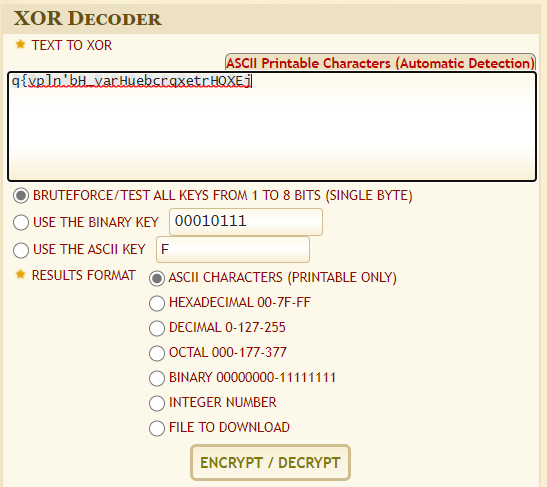 XOR DECODER
TEXT TO XOR
ASCII Printable Characters (Automatic Detection)
q{vpln'bH_varHuebcrqxetrHOXEj
BRUTEFORCE/TEST ALL KEYS FROM 1 TO 8 BITS (SINGLE BYTE)
USE THE BINARY KEY 00010111
USE THE ASCII KEY F
RESULTS FORMAT ASCII CHARACTERS (PRINTABLE ONLY)
HEXADECIMAL 00-7F-FF
DECIMAL 0-127-255
OCTAL 000-177-377
BINARY 00000000-11111111
INTEGER NUMBER
FILE TO DOWNLOAD
ENCRYPT / DECRYPT